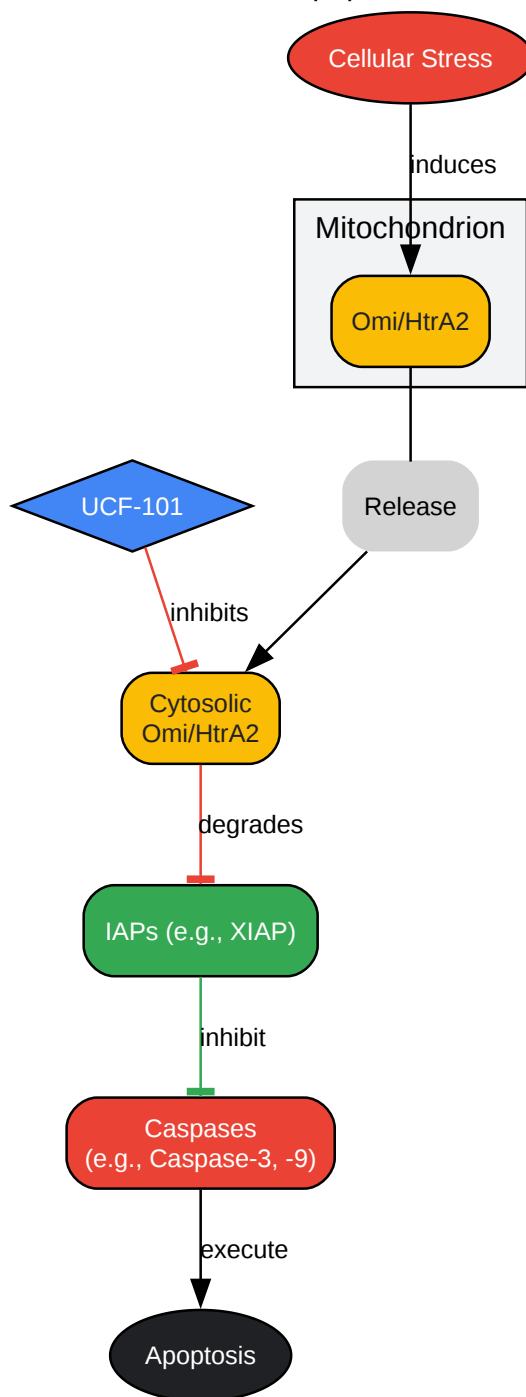 Cellular Stress
induces
Mitochondrion
Omi/HtrA2
UCF-101
Release
inhibits
Cytosolic
Omi/HtrA2
degrades
IAPs (e.g., XIAP)
inhibit
Caspases
(e.g., Caspase-3, -9)
execute
Apoptosis